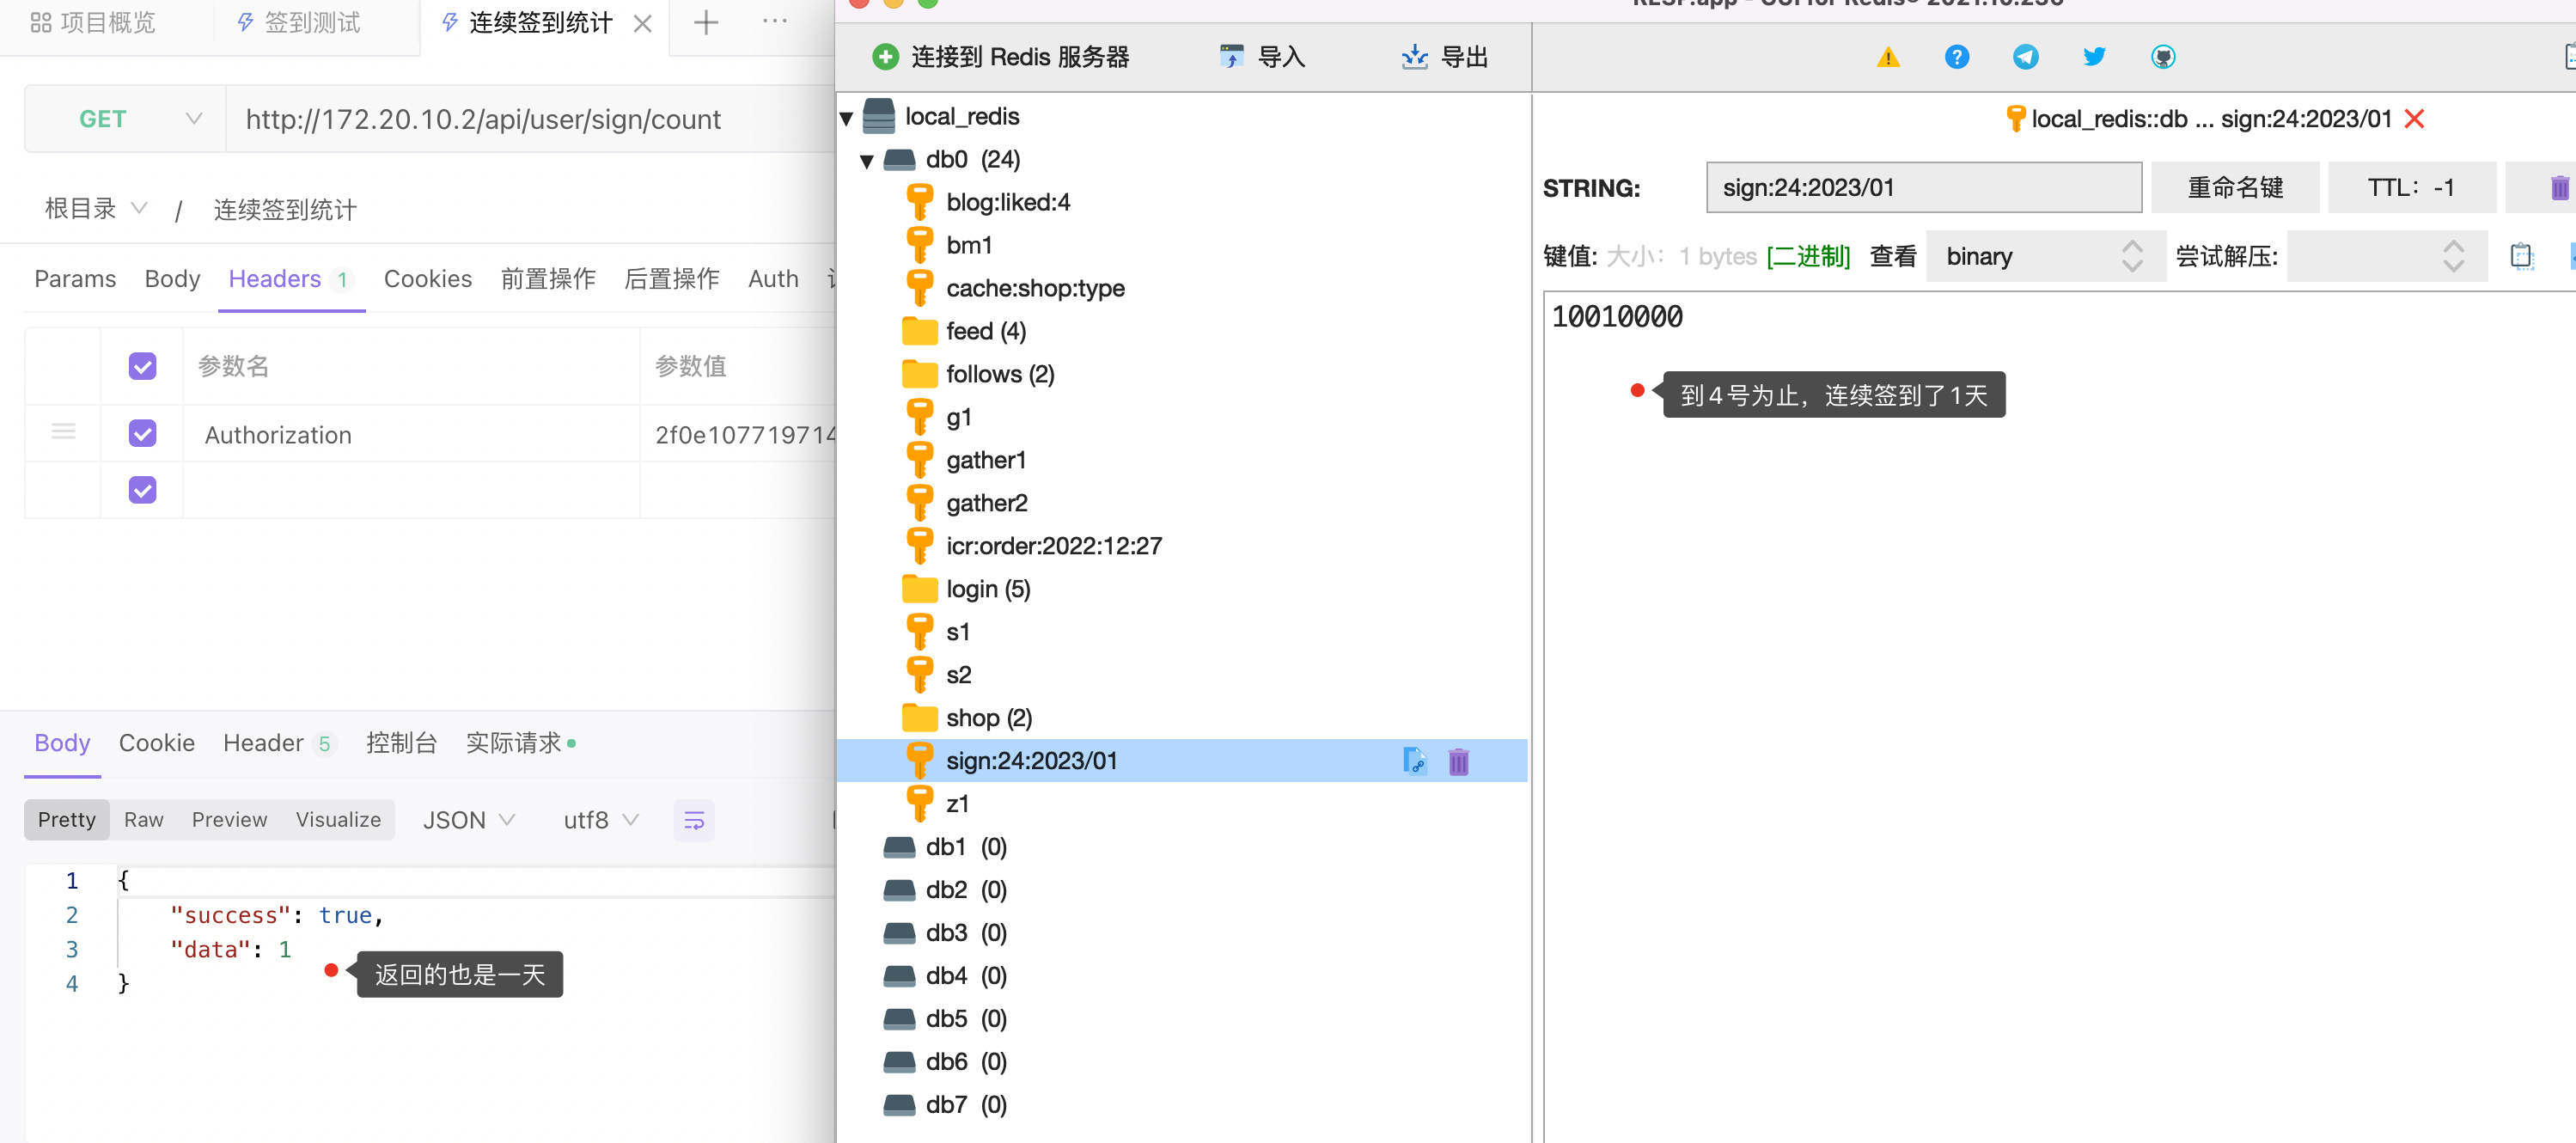 项目概览 签到测试 连续签到统计
GET http://172.20.10.2/api/user/sign/count
根目录 / 连续签到统计
Params Body Headers 1 Cookies 前置操作 后置操作 Auth
参数名 参数值
Authorization 2f0e10771971
Body Cookie Header 5 控制台 实际请求
Pretty Raw Preview Visualize JSON utf8
1 {
2 "success": true,
3 "data": 1
4 }
返回的也是一天
连接到 Redis 服务器 导入 导出
local_redis
db0 (24)
blog:liked:4
bm1
cache:shop:type
feed (4)
follows (2)
g1
gather1
gather2
icr:order:2022:12:27
login (5)
s1
s2
shop (2)
sign:24:2023/01
z1
db1 (0)
db2 (0)
db3 (0)
db4 (0)
db5 (0)
db6 (0)
db7 (0)
local_redis::db ... sign:24:2023/01
STRING: sign:24:2023/01 重命名键 TTL: -1
键值: 大小: 1 bytes [二进制] 查看 binary 尝试解压:
10010000
到4号为止，连续签到了1天